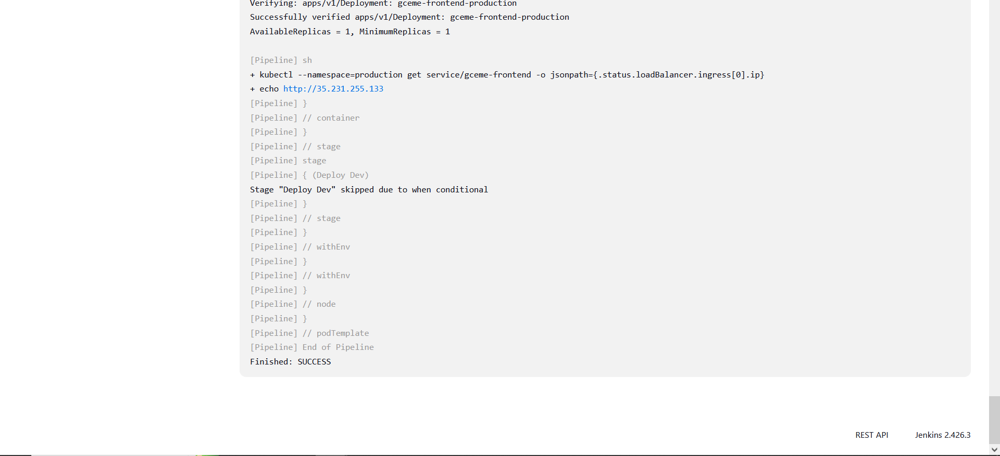 Verifying: apps/v1/Deployment: gceme-frontend-production
Successfully verified apps/v1/Deployment: gceme-frontend-production
AvailableReplicas = 1, MinimumReplicas = 1
[Pipeline] sh
+ kubectl --namespace=production get service/gceme-frontend -o jsonpath={.status.loadBalancer.ingress[0].ip}
+ echo http://35.231.255.133
[Pipeline] }
[Pipeline] // container
[Pipeline] }
[Pipeline] // stage
[Pipeline] stage
[Pipeline] { (Deploy Dev)
Stage "Deploy Dev" skipped due to when conditional
[Pipeline] }
[Pipeline] // stage
[Pipeline] }
[Pipeline] // withEnv
[Pipeline] }
[Pipeline] // withEnv
[Pipeline] }
[Pipeline] // node
[Pipeline] }
[Pipeline] // podTemplate
[Pipeline] End of Pipeline
Finished: SUCCESS
REST API Jenkins 2.426.3